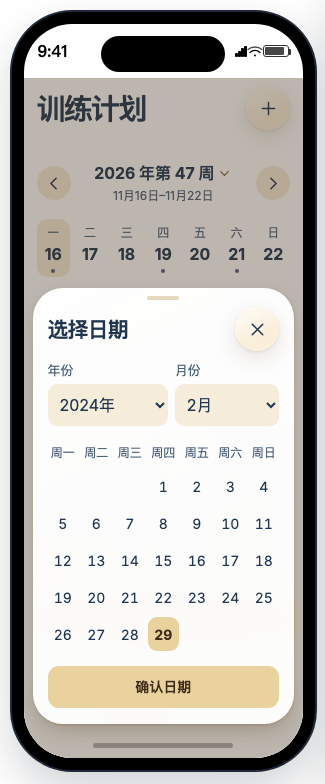 9:41
训练计划
2026 年第 47 周
11月16日–11月22日
一 二 三 四 五 六 日
16 17 18 19 20 21 22
选择日期
年份 月份
2024年 2月
周一 周二 周三 周四 周五 周六 周日
1 2 3 4
5 6 7 8 9 10 11
12 13 14 15 16 17 18
19 20 21 22 23 24 25
26 27 28 29
确认日期